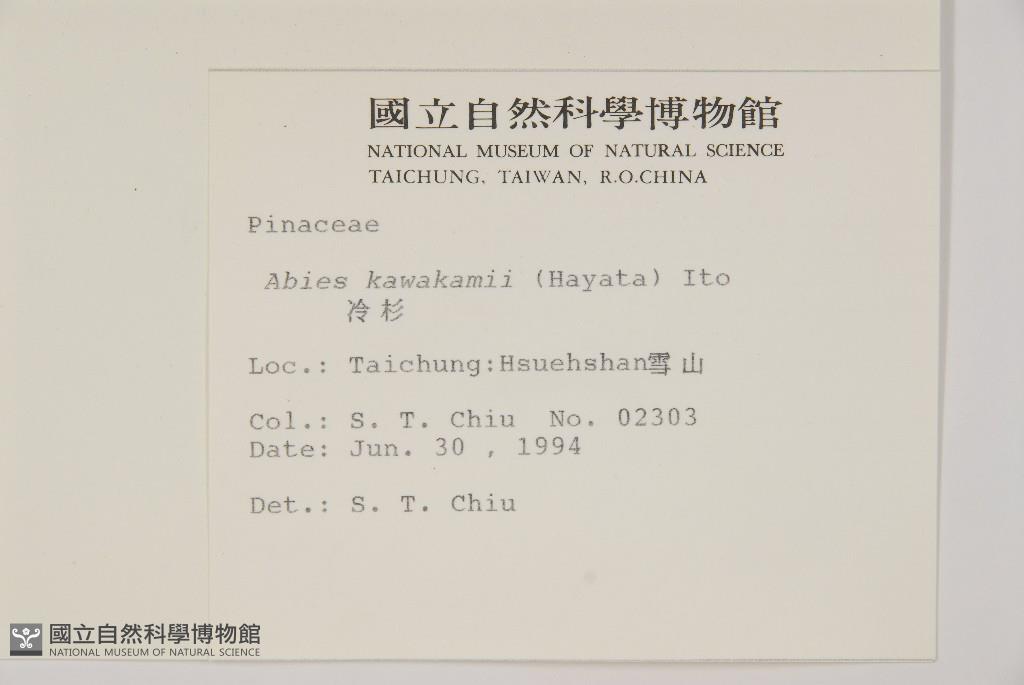 國立自然科學博物館
NATIONAL MUSEUM OF NATURAL SCIENCE
TAICHUNG, TAIWAN, R.O.CHINA
Pinaceae
Abies kawakamii (Hayata) Ito
冷杉
Loc.: Taichung:Hsuehshan雪山
Col.: S. T. Chiu No. 02303
Date: Jun. 30 , 1994
Det.: S. T. Chiu
國立自然科學博物館
NATIONAL MUSEUM OF NATURAL SCIENCE